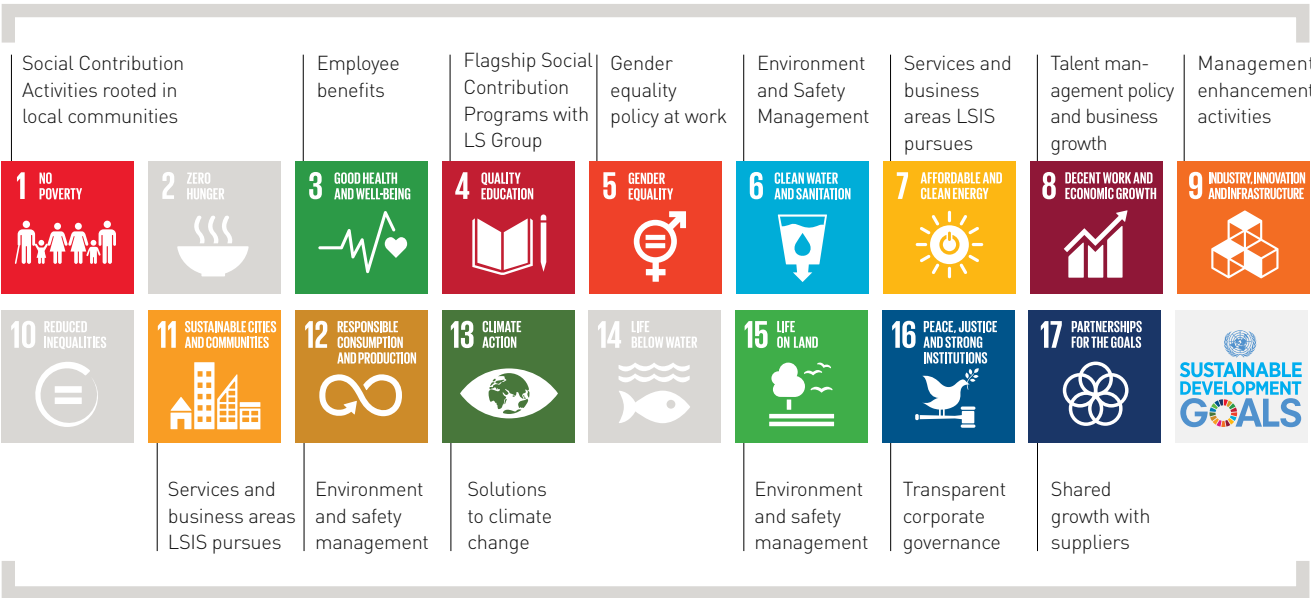 Social Contribution
Activities rooted in
local communities
Employee
benefits
Flagship Social
Contribution
Programs with
LS Group
Gender
equality
policy at work
Environment
and Safety
Management
Services and
business
areas LSIS
pursues
Talent man-
agement policy
and business
growth
Management
enhancement
activities
1 NO
POVERTY
2 ZERO
HUNGER
3 GOOD HEALTH
AND WELL-BEING
4 QUALITY
EDUCATION
5 GENDER
EQUALITY
6 CLEAN WATER
AND SANITATION
7 AFFORDABLE AND
CLEAN ENERGY
8 DECENT WORK AND
ECONOMIC GROWTH
9 INDUSTRY, INNOVATION
AND INFRASTRUCTURE
10 REDUCED
INEQUALITIES
11 SUSTAINABLE CITIES
AND COMMUNITIES
12 RESPONSIBLE
CONSUMPTION
AND PRODUCTION
13 CLIMATE
ACTION
14 LIFE
BELOW WATER
15 LIFE
ON LAND
16 PEACE, JUSTICE
AND STRONG
INSTITUTIONS
17 PARTNERSHIPS
FOR THE GOALS
SUSTAINABLE
DEVELOPMENT
GOALS
Services and
business areas
LSIS pursues
Environment
and safety
management
Solutions
to climate
change
Environment
and safety
management
Transparent
corporate
governance
Shared
growth with
suppliers